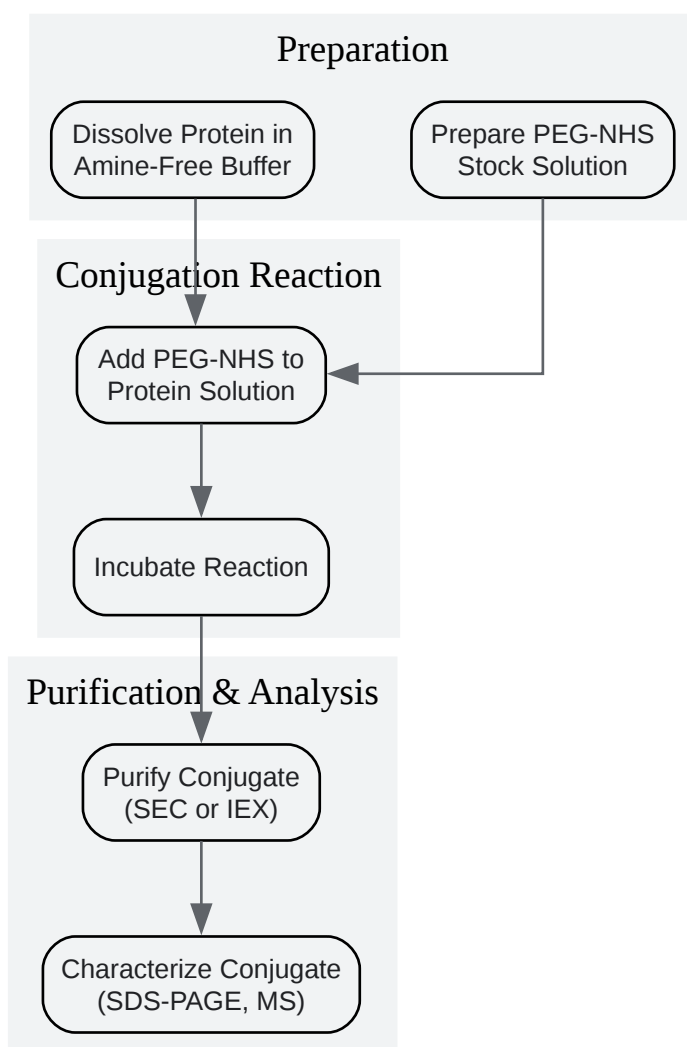 Preparation
Dissolve Protein in
Amine-Free Buffer
Prepare PEG-NHS
Stock Solution
Conjugation Reaction
Add PEG-NHS to
Protein Solution
Incubate Reaction
Purification & Analysis
Purify Conjugate
(SEC or IEX)
Characterize Conjugate
(SDS-PAGE, MS)